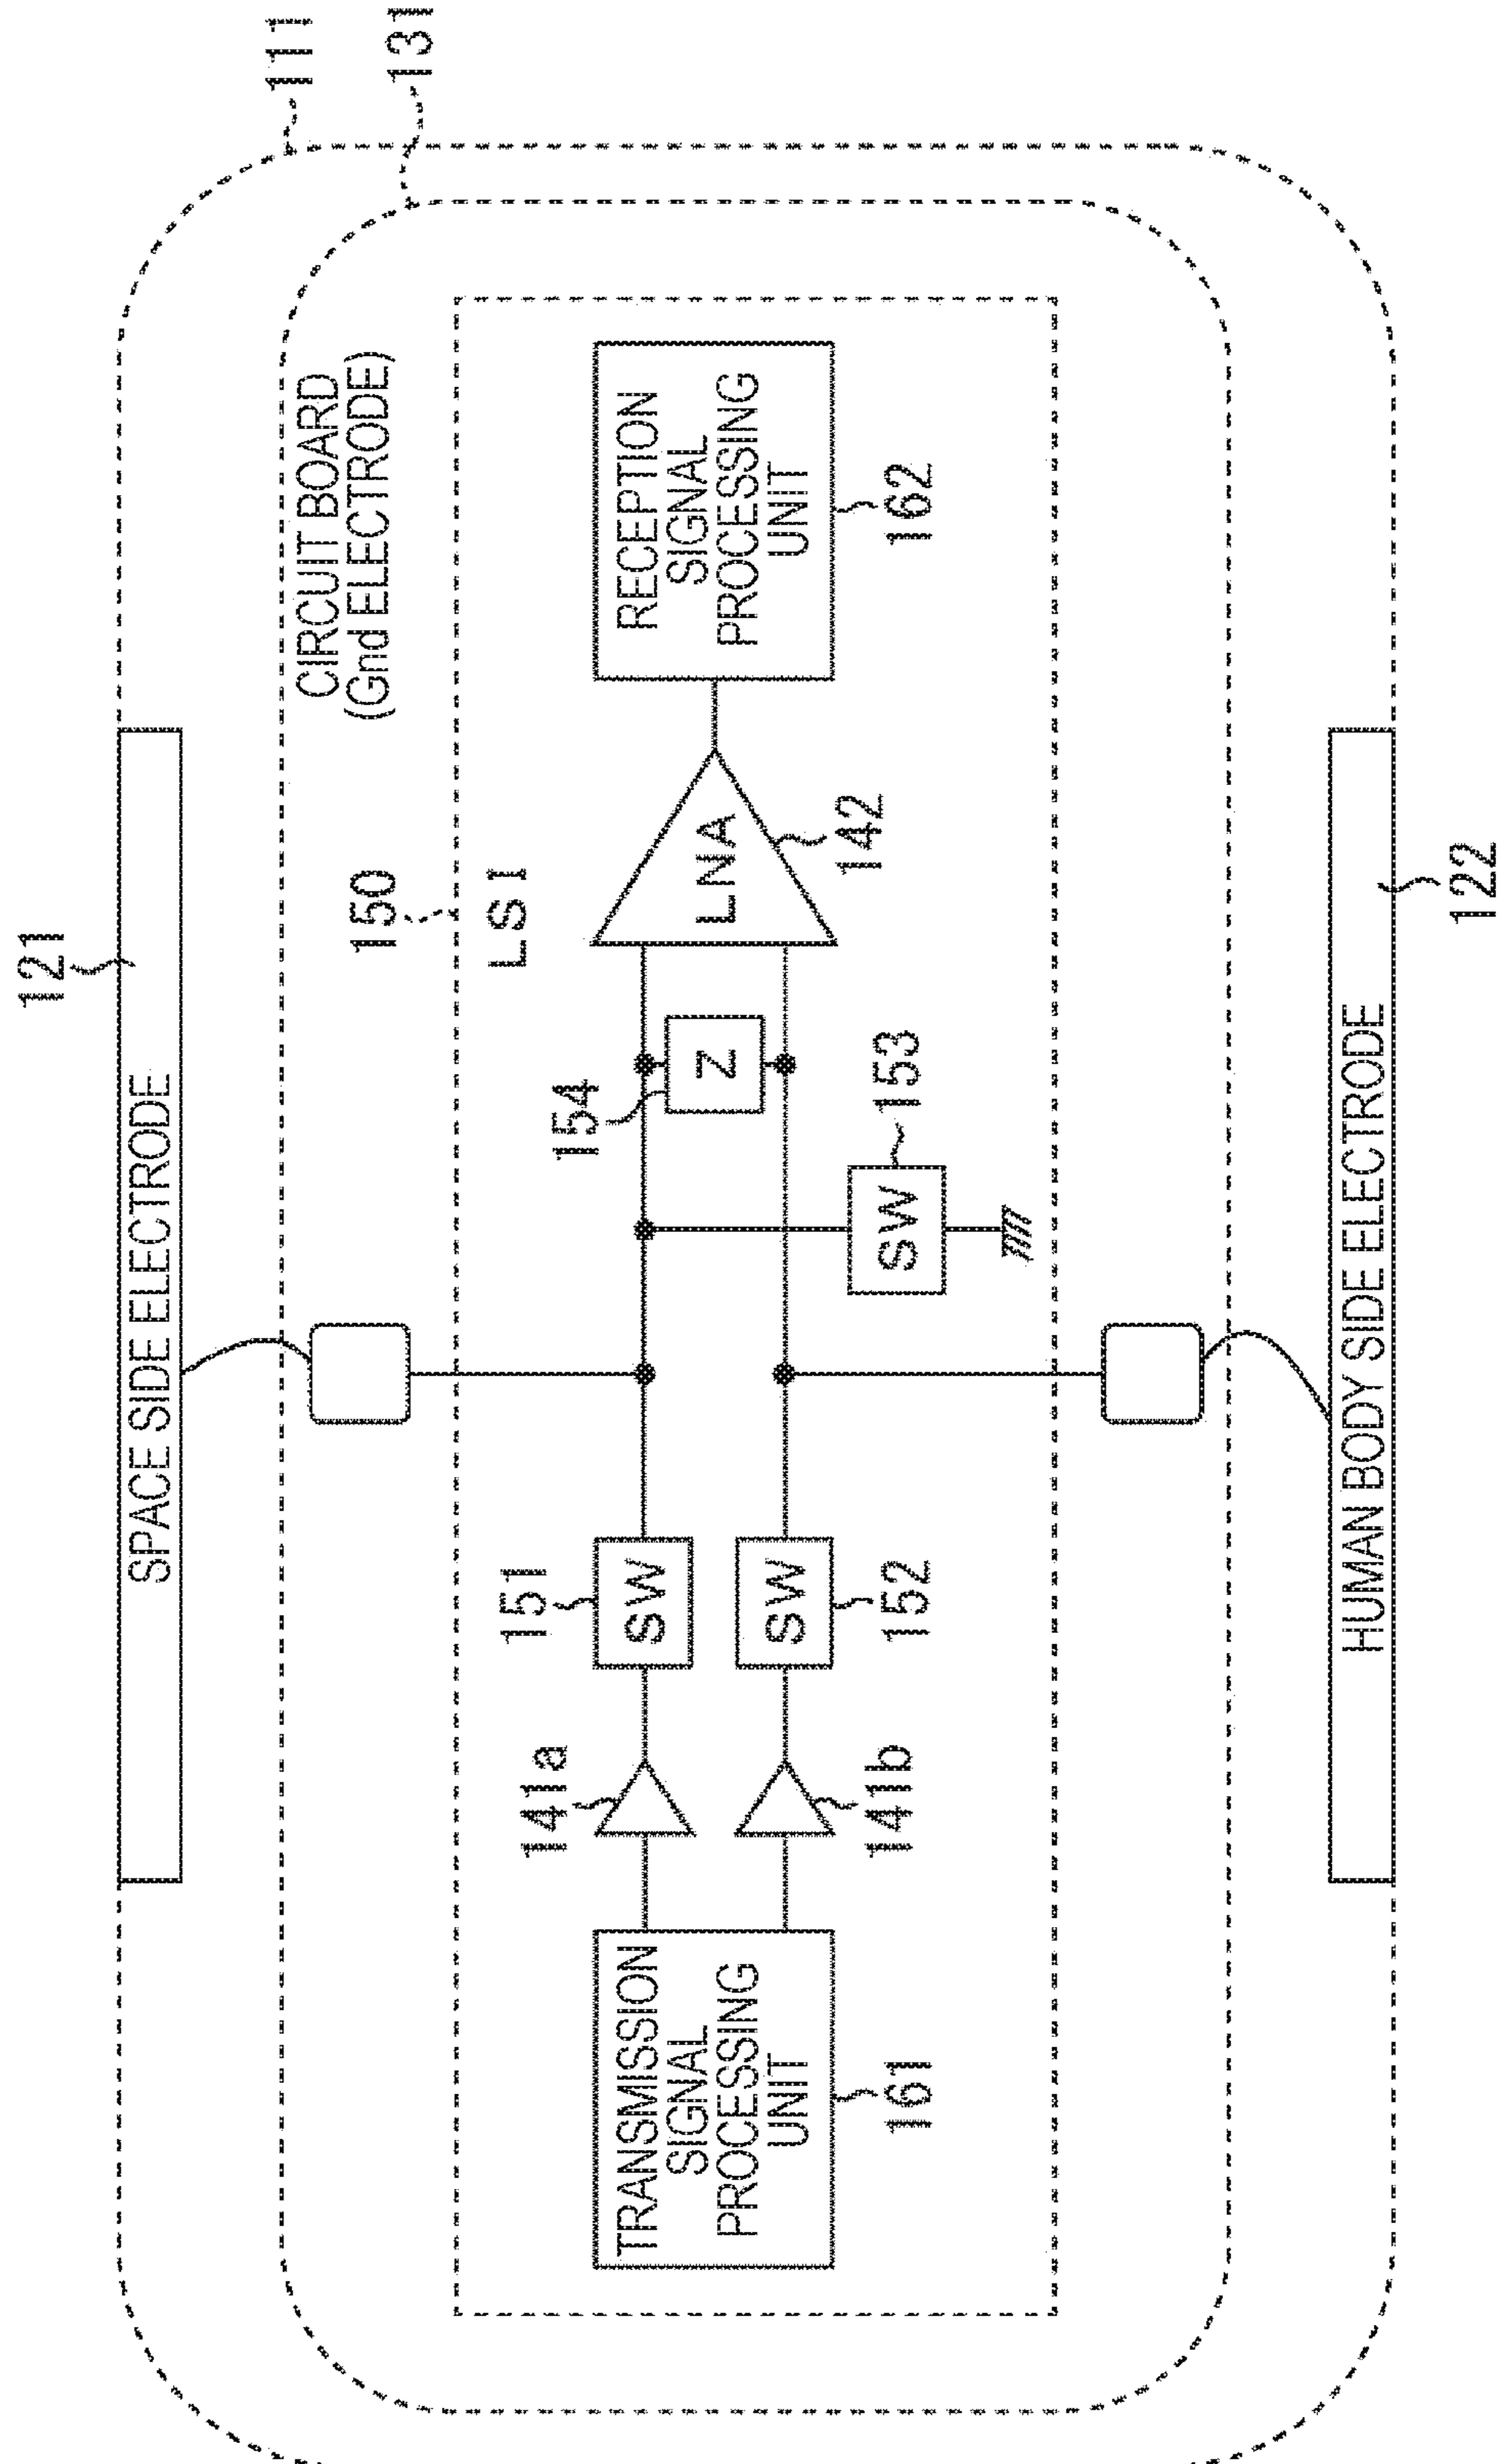 111
131
121
SPACE SIDE ELECTRODE
CIRCUIT BOARD
(Gnd ELECTRODE)
150
LSI
TRANSMISSION
SIGNAL
PROCESSING
UNIT
161
141a
141b
151
SW
SW
152
154
Z
SW
153
LNA
142
RECEPTION
SIGNAL
PROCESSING
UNIT
162
HUMAN BODY SIDE ELECTRODE
122